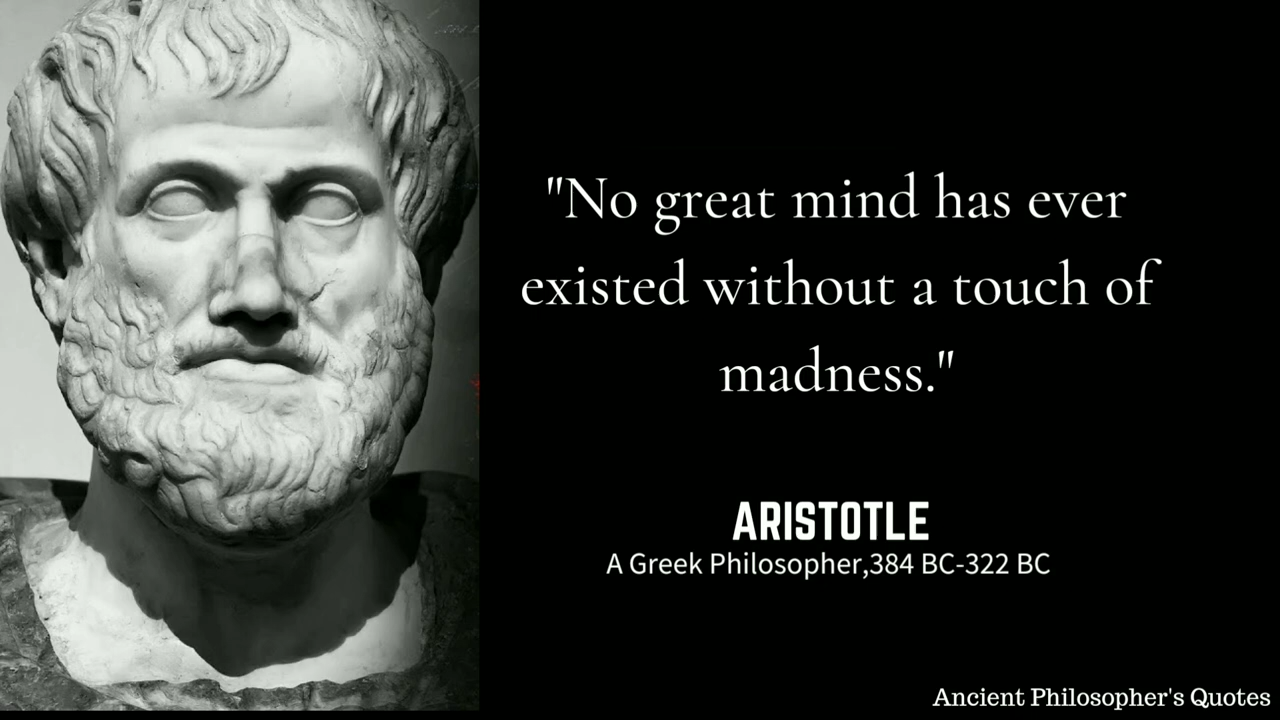 "No great mind has ever
existed without a touch of
madness."
ARISTOTLE
A Greek Philosopher,384 BC-322 BC
Ancient Philosopher's Quotes